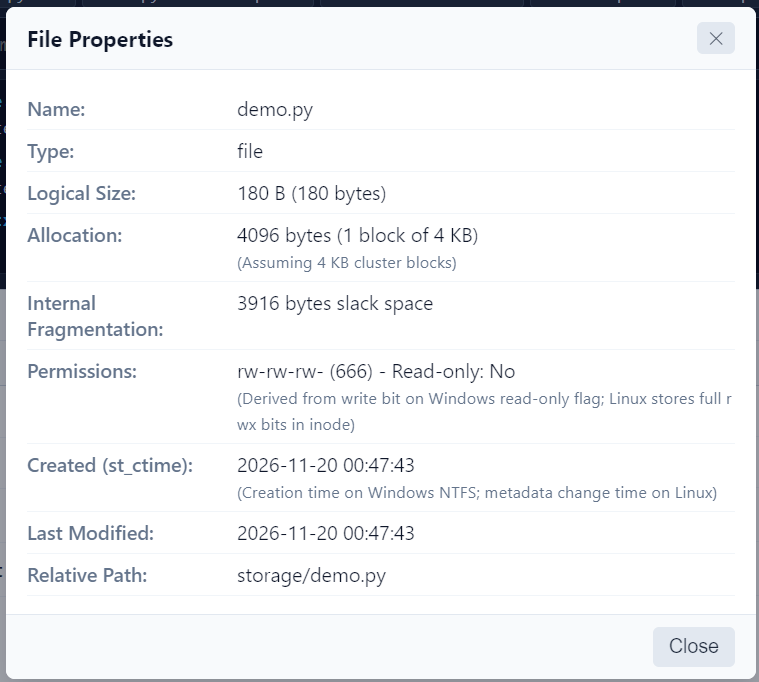 File Properties
Name:
demo.py
Type:
file
Logical Size:
180 B (180 bytes)
Allocation:
4096 bytes (1 block of 4 KB)
(Assuming 4 KB cluster blocks)
Internal
Fragmentation:
3916 bytes slack space
Permissions:
rw-rw-rw- (666) - Read-only: No
(Derived from write bit on Windows read-only flag; Linux stores full r
wx bits in inode)
Created (st_ctime):
2026-11-20 00:47:43
(Creation time on Windows NTFS; metadata change time on Linux)
Last Modified:
2026-11-20 00:47:43
Relative Path:
storage/demo.py
Close